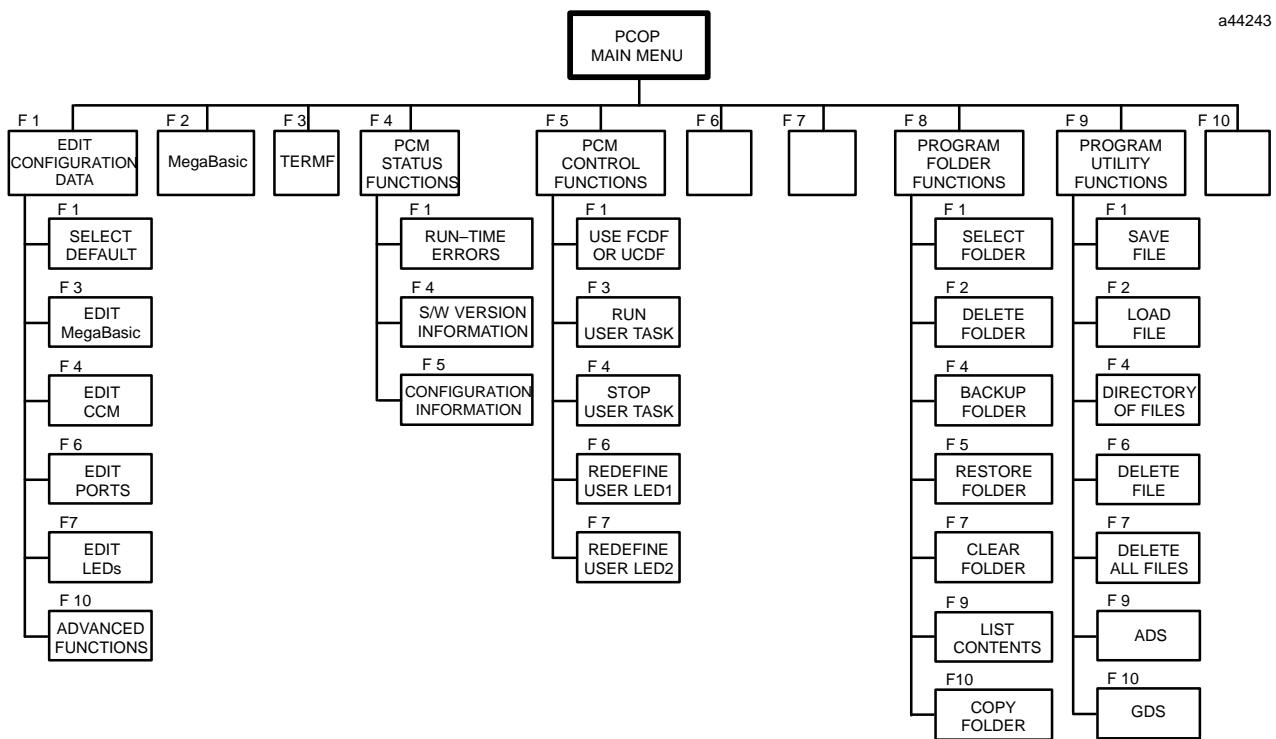 a44243
PCOP
MAIN MENU
F 1
EDIT
CONFIGURATION
DATA
F 2
MegaBasic
F 3
TERMF
F 4
PCM
STATUS
FUNCTIONS
F 5
PCM
CONTROL
FUNCTIONS
F 6
F 7
F 8
PROGRAM
FOLDER
FUNCTIONS
F 9
PROGRAM
UTILITY
FUNCTIONS
F 10
F 1
SELECT
DEFAULT
F 3
EDIT
MegaBasic
F 4
EDIT
CCM
F 6
EDIT
PORTS
F7
EDIT
LEDs
F 10
ADVANCED
FUNCTIONS
F 1
RUN–TIME
ERRORS
F 4
S/W VERSION
INFORMATION
F 5
CONFIGURATION
INFORMATION
F 1
USE FCDF
OR UCDF
F 3
RUN
USER TASK
F 4
STOP
USER TASK
F 6
REDEFINE
USER LED1
F 7
REDEFINE
USER LED2
F 1
SELECT
FOLDER
F 2
DELETE
FOLDER
F 4
BACKUP
FOLDER
F 5
RESTORE
FOLDER
F 7
CLEAR
FOLDER
F 9
LIST
CONTENTS
F10
COPY
FOLDER
F 1
SAVE
FILE
F 2
LOAD
FILE
F 4
DIRECTORY
OF FILES
F 6
DELETE
FILE
F 7
DELETE
ALL FILES
F 9
ADS
F 10
GDS